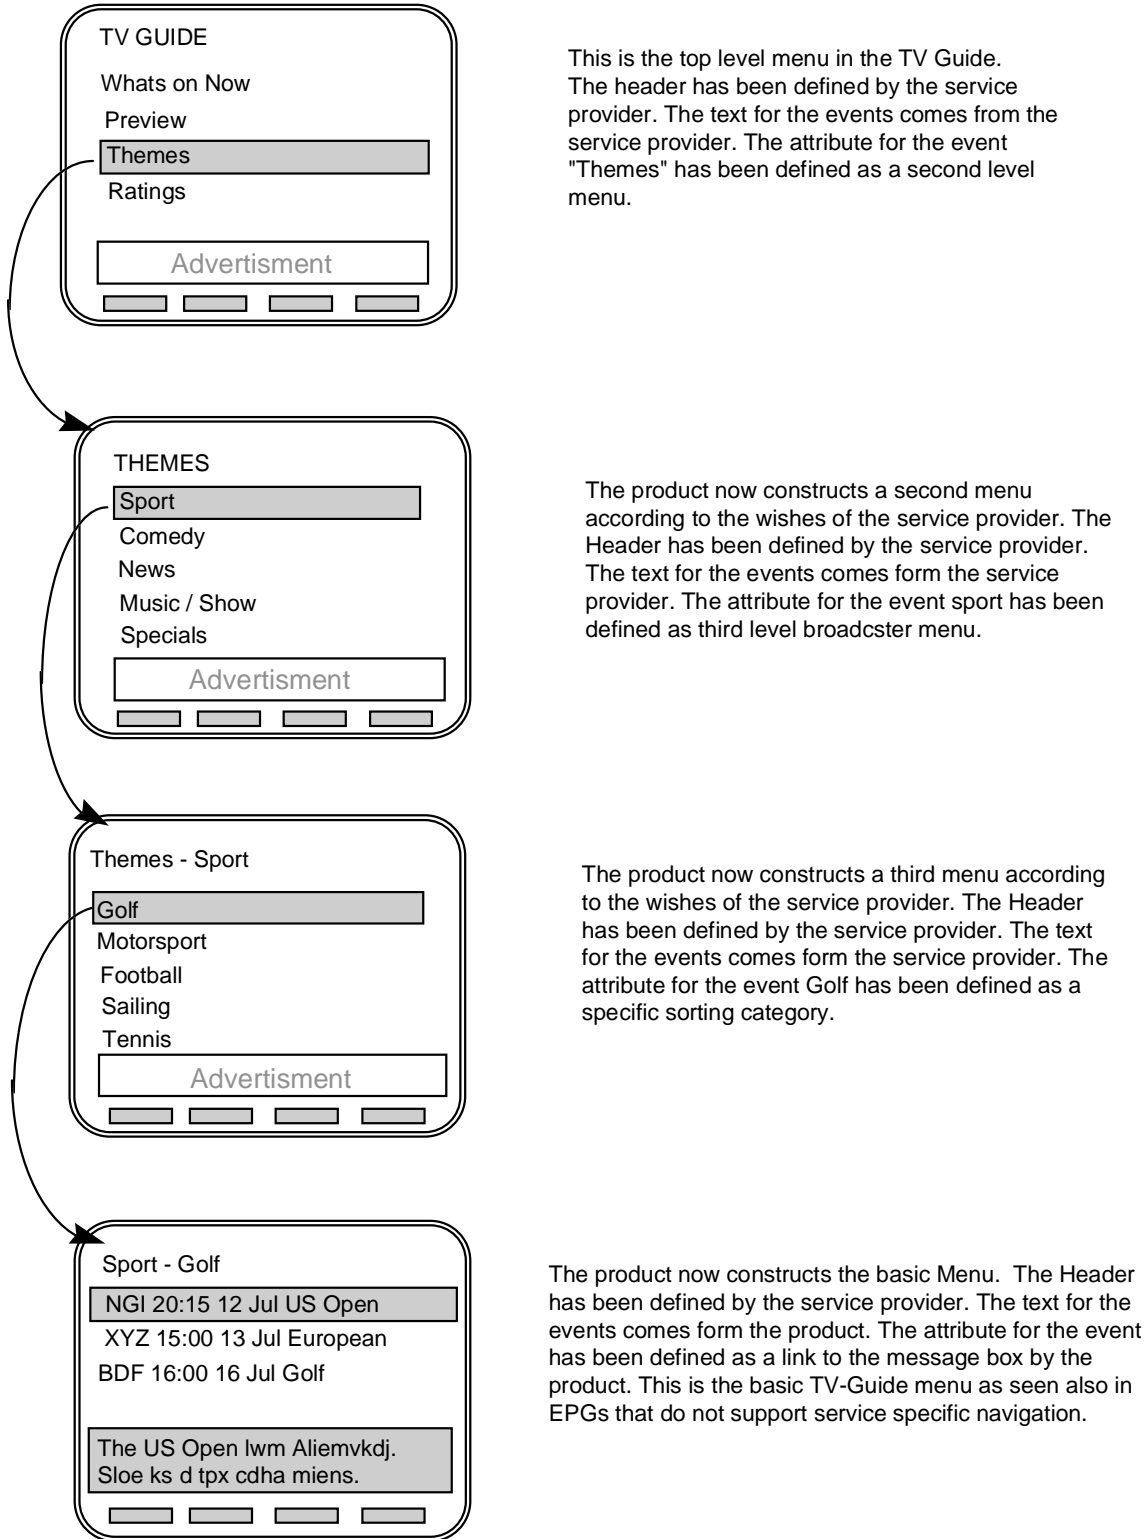 TV GUIDE
Whats on Now
Preview
Themes
Ratings
Advertisment
This is the top level menu in the TV Guide.
The header has been defined by the service
provider. The text for the events comes from the
service provider. The attribute for the event
"Themes" has been defined as a second level
menu.
THEMES
Sport
Comedy
News
Music / Show
Specials
Advertisment
The product now constructs a second menu
according to the wishes of the service provider. The
Header has been defined by the service provider.
The text for the events comes form the service
provider. The attribute for the event sport has been
defined as third level broadcster menu.
Themes - Sport
Golf
Motorsport
Football
Sailing
Tennis
Advertisment
The product now constructs a third menu according
to the wishes of the service provider. The Header
has been defined by the service provider. The text
for the events comes form the service provider. The
attribute for the event Golf has been defined as a
specific sorting category.
Sport - Golf
NGI 20:15 12 Jul US Open
XYZ 15:00 13 Jul European
BDF 16:00 16 Jul Golf
The US Open lwm Aliemvkdj.
Sloe ks d tpx cdha miens.
The product now constructs the basic Menu.  The Header
has been defined by the service provider. The text for the
events comes form the product. The attribute for the event
has been defined as a link to the message box by the
product. This is the basic TV-Guide menu as seen also in
EPGs that do not support service specific navigation.